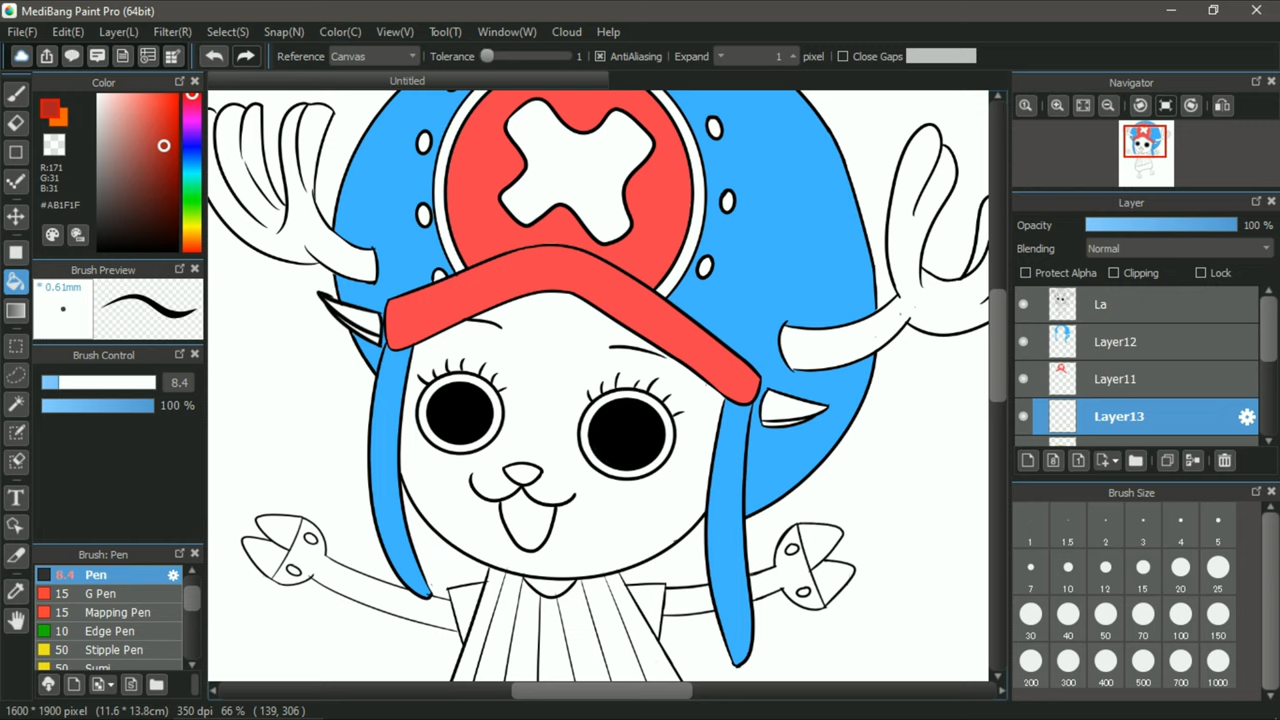 MediBang Paint Pro (64bit)
File(F) Edit(E) Layer(L) Filter(R) Select(S) Snap(N) Color(C) View(V) Tool(T) Window(W) Cloud Help
Reference Canvas Tolerance 1 AntiAliasing Expand 1 pixel Close Gaps
Untitled
Color
R:171
G:31
B:31
#AB1F1F
Brush Preview
* 0.61mm
Brush Control
8.4
100 %
Brush: Pen
8.4 Pen
15 G Pen
15 Mapping Pen
10 Edge Pen
50 Stipple Pen
50 Sumi
Navigator
Layer
Opacity 100 %
Blending Normal
Protect Alpha Clipping Lock
La
Layer12
Layer11
Layer13
Brush Size
1 1.5 2 3 4 5
7 10 12 15 20 25
30 40 50 70 100 150
200 300 400 500 700 1000
1600 * 1900 pixel (11.6 * 13.8cm) 350 dpi 66 % ( 139, 306 )